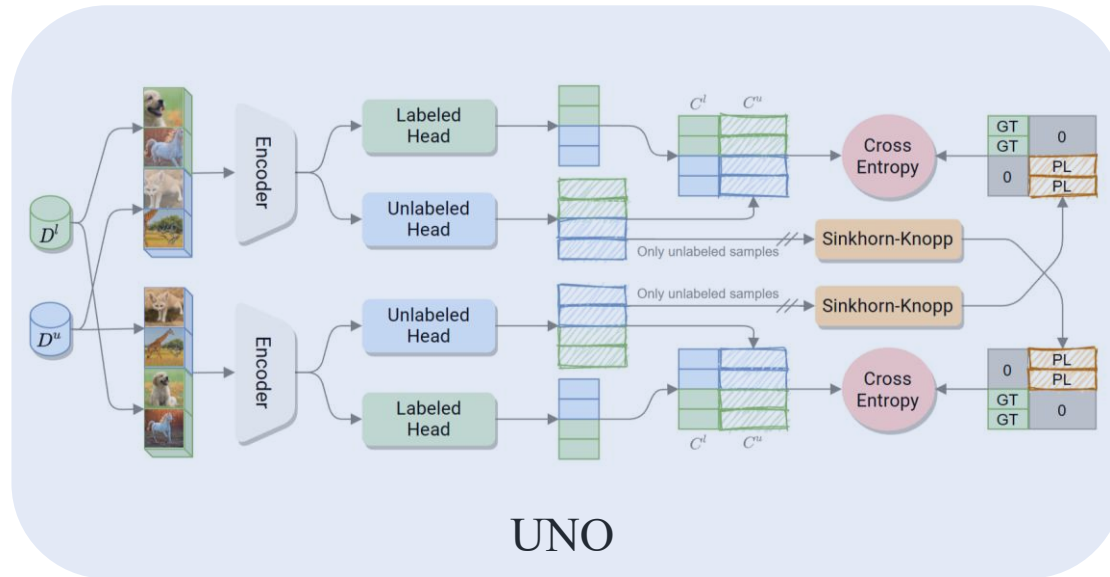 C^l C^u
Labeled
Head
Encoder
Unlabeled
Head
Cross
Entropy
GT 0
GT
0 PL
PL
Only unlabeled samples
Sinkhorn-Knopp
D^l
D^u
Only unlabeled samples
Sinkhorn-Knopp
Unlabeled
Head
Encoder
Labeled
Head
Cross
Entropy
0 PL
PL
GT 0
GT
C^l C^u
UNO